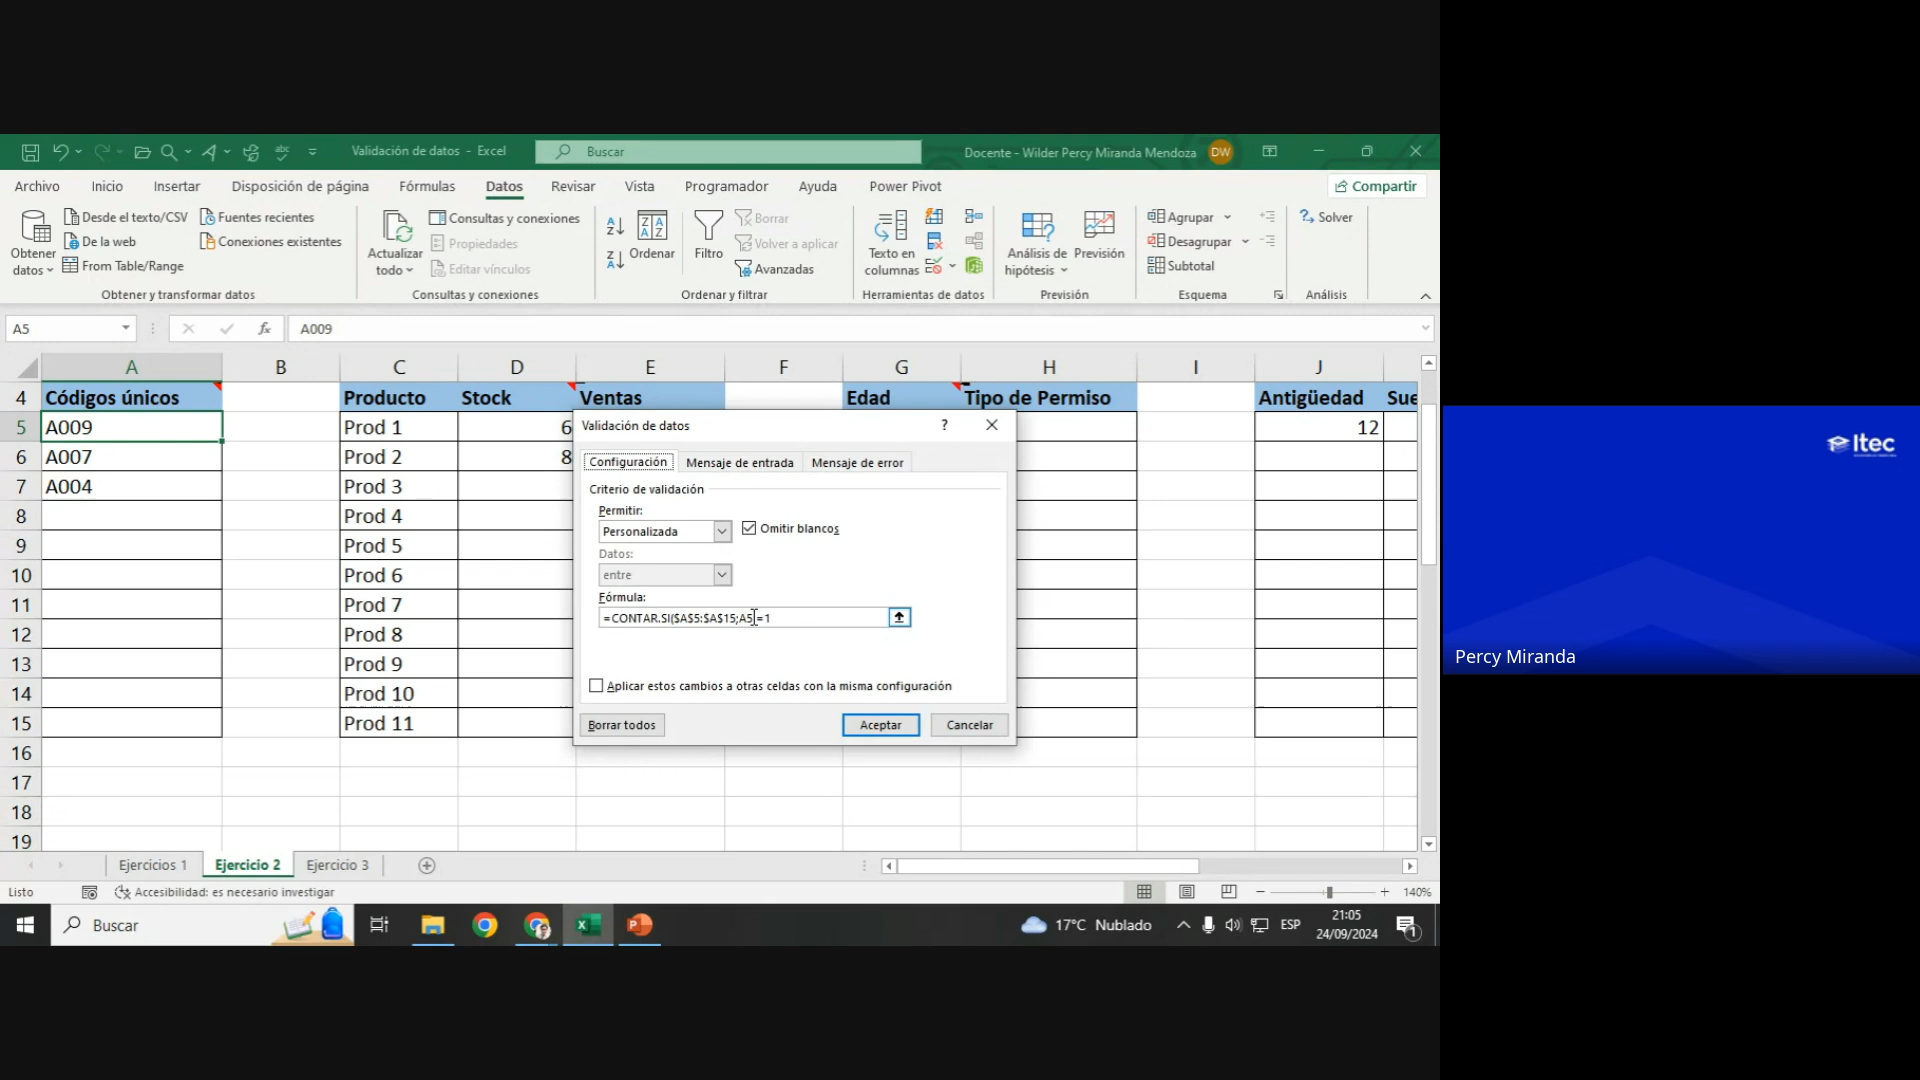 Validación de datos - Excel
Buscar
Docente - Wilder Percy Miranda Mendoza
DW
Archivo
Inicio
Insertar
Disposición de página
Fórmulas
Datos
Revisar
Vista
Programador
Ayuda
Power Pivot
Compartir
Obtener datos
Desde el texto/CSV
De la web
From Table/Range
Fuentes recientes
Conexiones existentes
Obtener y transformar datos
Actualizar todo
Consultas y conexiones
Propiedades
Editar vínculos
Consultas y conexiones
Ordenar
Filtro
Borrar
Volver a aplicar
Avanzadas
Ordenar y filtrar
Texto en columnas
Herramientas de datos
Análisis de hipótesis
Previsión
Previsión
Agrupar
Desagrupar
Subtotal
Esquema
Solver
Análisis
A5
fx
A009
A B C D E F G H I J
4 Códigos únicos Producto Stock Ventas Edad Tipo de Permiso Antigüedad Sue
5 A009 Prod 1 6 12
6 A007 Prod 2 8
7 A004 Prod 3
8 Prod 4
9 Prod 5
10 Prod 6
11 Prod 7
12 Prod 8
13 Prod 9
14 Prod 10
15 Prod 11
16
17
18
19
Validación de datos
?
Configuración
Mensaje de entrada
Mensaje de error
Criterio de validación
Permitir:
Personalizada
Omitir blancos
Datos:
entre
Fórmula:
=CONTAR.SI($A$5:$A$15;A5)=1
Aplicar estos cambios a otras celdas con la misma configuración
Borrar todos
Aceptar
Cancelar
Ejercicios 1
Ejercicio 2
Ejercicio 3
Listo
Accesibilidad: es necesario investigar
140%
Buscar
17°C Nublado
ESP
21:05
24/09/2024
1
Itec
Percy Miranda